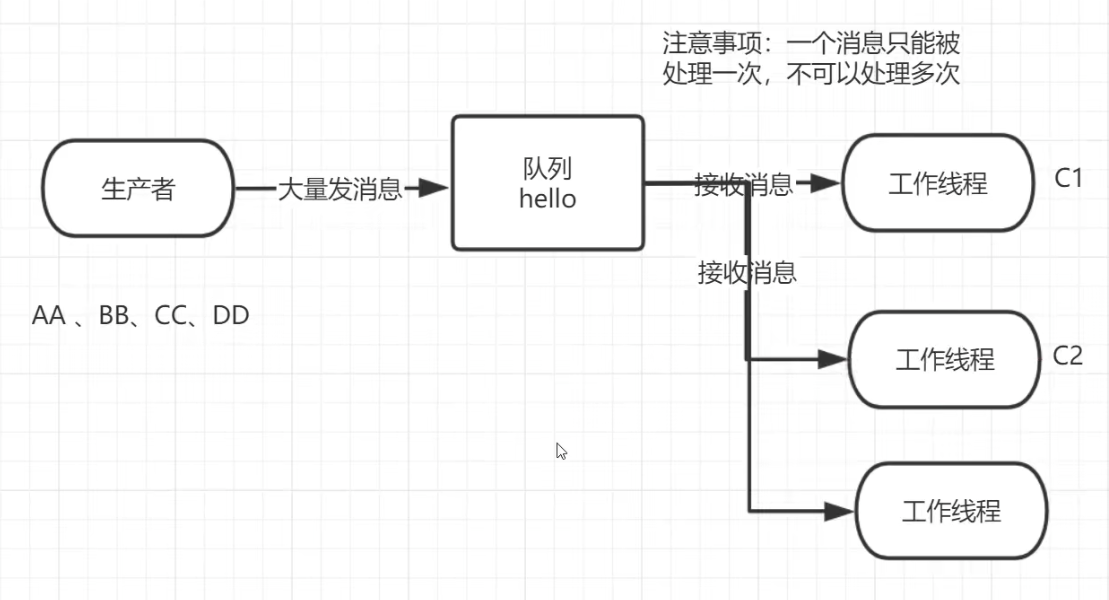 注意事项：一个消息只能被
处理一次，不可以处理多次
生产者
大量发消息
队列
hello
接收消息
工作线程
C1
接收消息
AA 、BB、CC、DD
工作线程
C2
工作线程